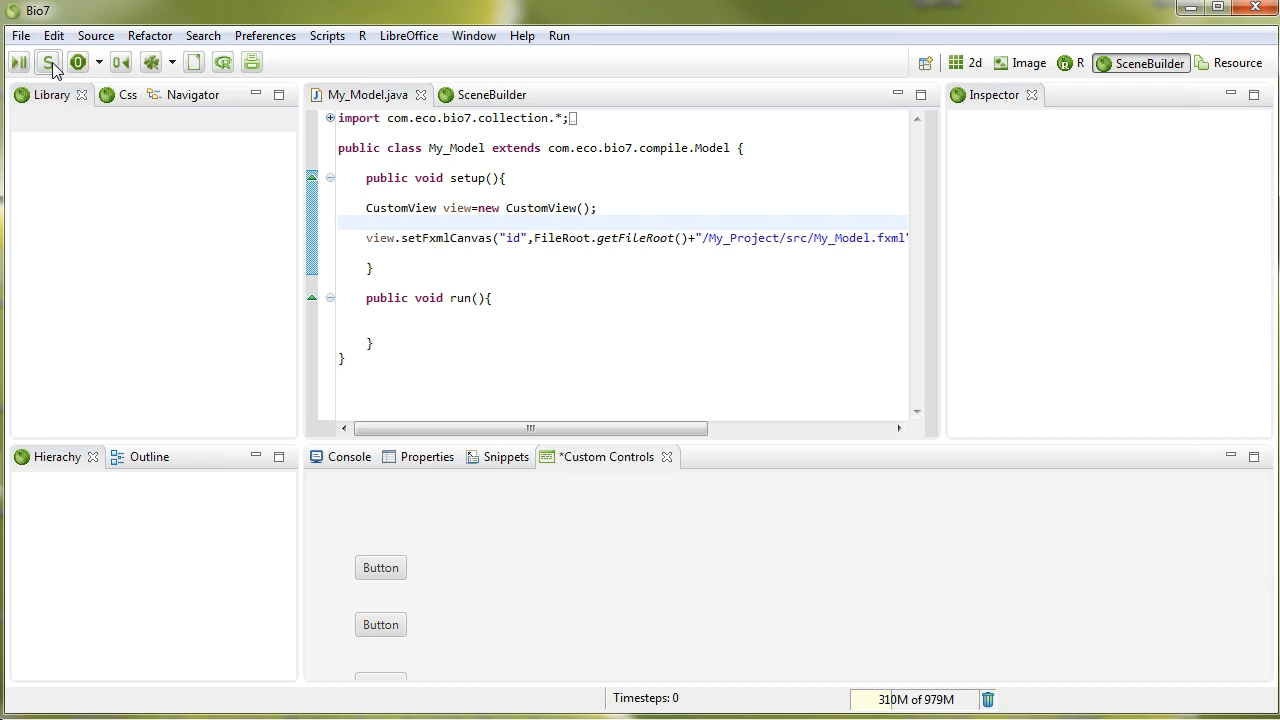 Bio7
File Edit Source Refactor Search Preferences Scripts R LibreOffice Window Help Run
S 0 0 2d Image R SceneBuilder Resource
Library Css Navigator
My_Model.java SceneBuilder
Inspector
import com.eco.bio7.collection.*;
public class My_Model extends com.eco.bio7.compile.Model {
public void setup(){
CustomView view=new CustomView();
view.setFxmlCanvas("id",FileRoot.getFileRoot()+"/My_Project/src/My_Model.fxml"
}
public void run(){
}
}
Hierachy Outline
Console Properties Snippets *Custom Controls
Button
Button
Timesteps: 0
310M of 979M